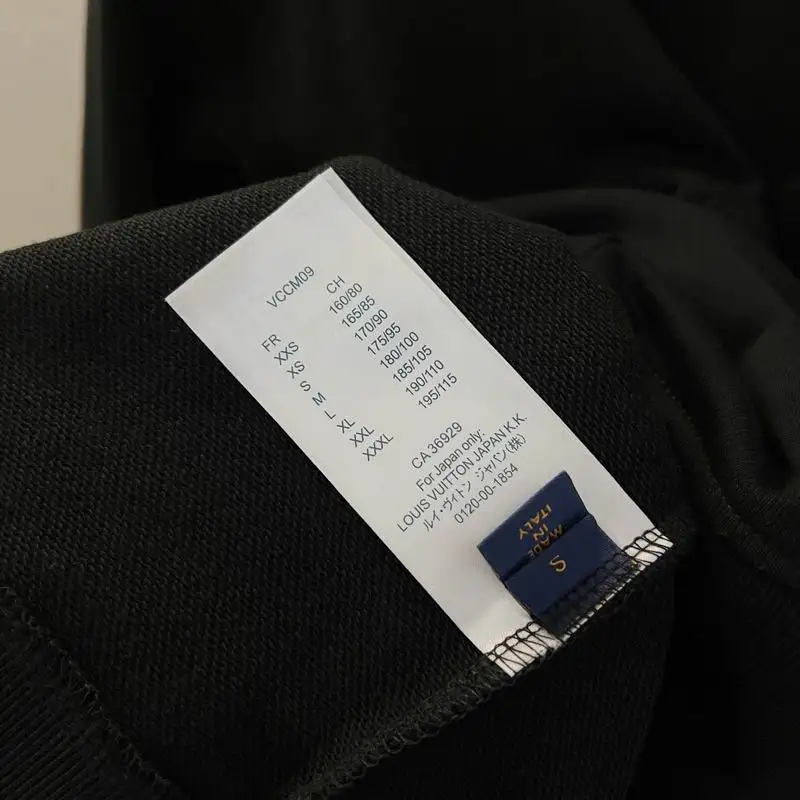 VCCM09
FR CH
XXS 160/80
XS 165/85
S 170/90
M 175/95
L 180/100
XL 185/105
XXL 190/110
XXXL 195/115
CA 36929
For Japan only:
LOUIS VUITTON JAPAN K.K.
ルイ・ヴィトン ジャパン(株)
0120-00-1854
MADE
IN
ITALY
S